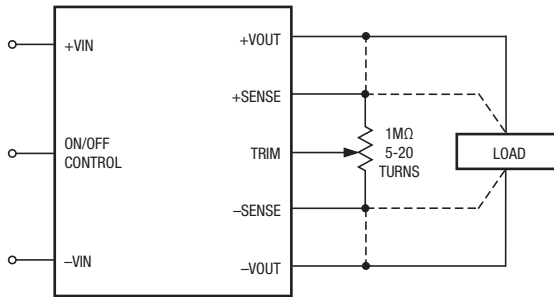 +VIN
ON/OFF
CONTROL
–VIN
+VOUT
+SENSE
TRIM
–SENSE
–VOUT
1MΩ
5-20
TURNS
LOAD